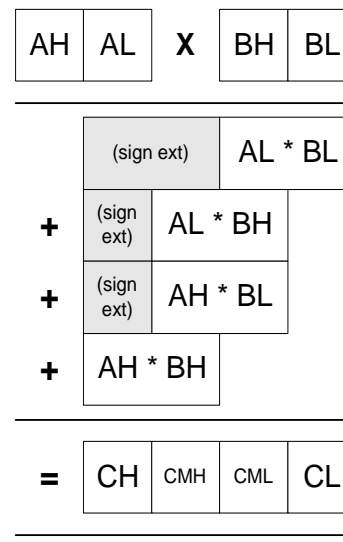 AH AL X BH BL
(sign ext) AL * BL
+ (sign ext) AL * BH
+ (sign ext) AH * BL
+ AH * BH
= CH CMH CML CL